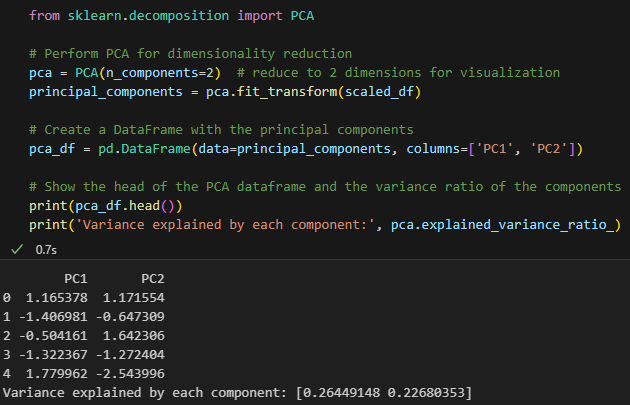 from sklearn.decomposition import PCA
# Perform PCA for dimensionality reduction
pca = PCA(n_components=2)  # reduce to 2 dimensions for visualization
principal_components = pca.fit_transform(scaled_df)
# Create a DataFrame with the principal components
pca_df = pd.DataFrame(data=principal_components, columns=['PC1', 'PC2'])
# Show the head of the PCA dataframe and the variance ratio of the components
print(pca_df.head())
print('Variance explained by each component:', pca.explained_variance_ratio_)
0.7s
PC1 PC2
0 1.165378 1.171554
1 -1.406981 -0.647309
2 -0.504161 1.642306
3 -1.322367 -1.272404
4 1.779962 -2.543996
Variance explained by each component: [0.26449148 0.22680353]